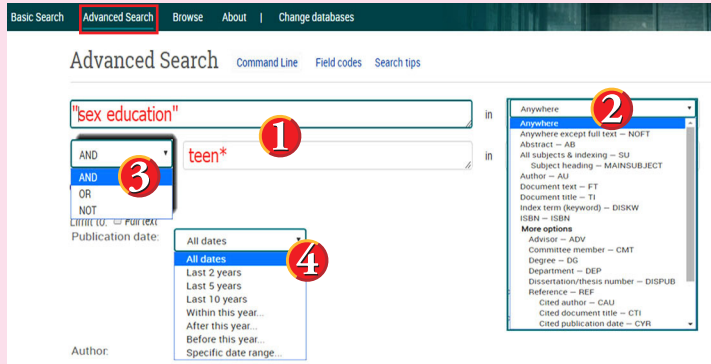 Basic Search Advanced Search Browse About | Change databases
Advanced Search Command Line Field codes Search tips
"sex education" in Anywhere
1
2
AND teen* in
3
AND
OR
NOT
Anywhere
Anywhere except full text – NOFT
Abstract – AB
All subjects & indexing – SU
Subject heading – MAINSUBJECT
Author – AU
Document text – FT
Document title – TI
Index term (keyword) – DISKW
ISBN – ISBN
More options
Advisor – ADV
Committee member – CMT
Degree – DG
Department – DEP
Dissertation/thesis number – DISPUB
Reference – REF
Cited author – CAU
Cited document title – CTI
Cited publication date – CYR
Limit to: Full text
Publication date: All dates
4
All dates
Last 2 years
Last 5 years
Last 10 years
Within this year...
After this year...
Before this year...
Specific date range...
Author: